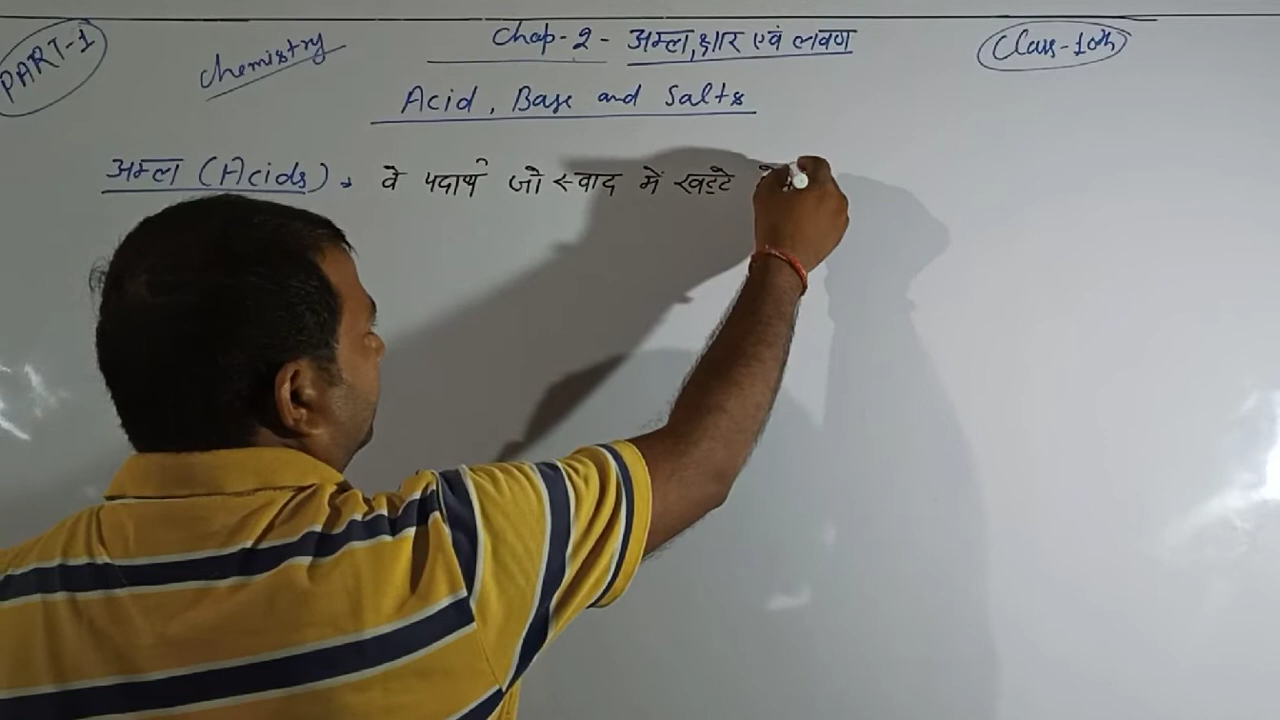 PART-1
Chemistry
Chap-2- अम्ल,क्षार एवं लवण
Class-10th
Acid, Base and Salts
अम्ल (Acids) → वे पदार्थ जो स्वाद में खट्टे